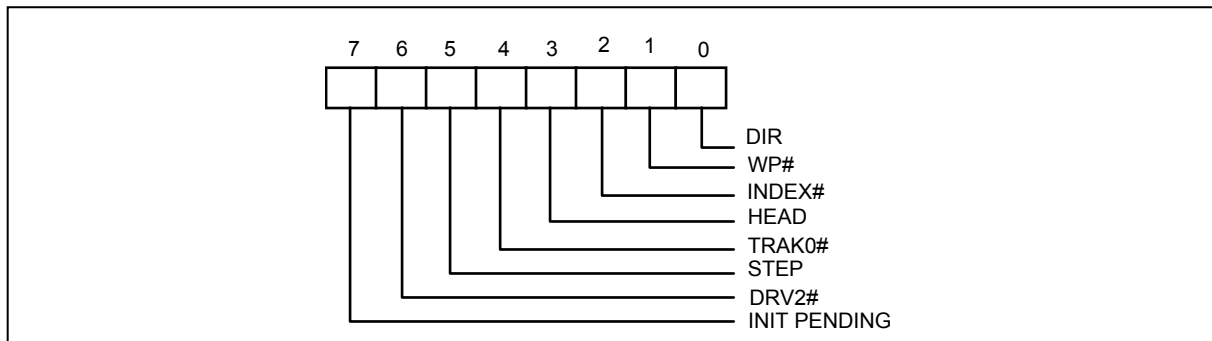 7 6 5 4 3 2 1 0
DIR
WP#
INDEX#
HEAD
TRAK0#
STEP
DRV2#
INIT PENDING